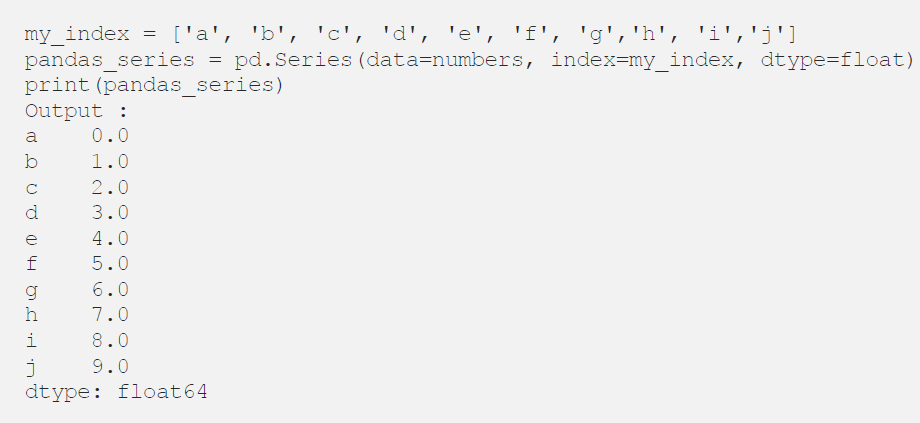 my_index = ['a', 'b', 'c', 'd', 'e', 'f', 'g','h', 'i','j']
pandas_series = pd.Series(data=numbers, index=my_index, dtype=float)
print(pandas_series)
Output :
a    0.0
b    1.0
c    2.0
d    3.0
e    4.0
f    5.0
g    6.0
h    7.0
i    8.0
j    9.0
dtype: float64